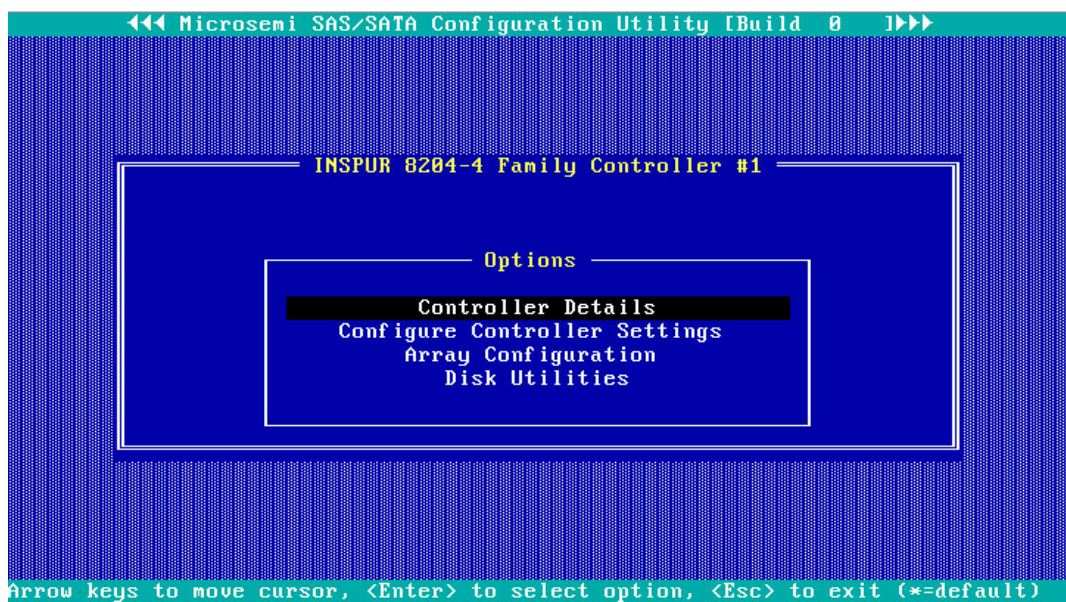 Microsemi SAS/SATA Configuration Utility [Build 0 ]
INSPUR 8204-4 Family Controller #1
Options
Controller Details
Configure Controller Settings
Array Configuration
Disk Utilities
Arrow keys to move cursor, <Enter> to select option, <Esc> to exit (*=default)